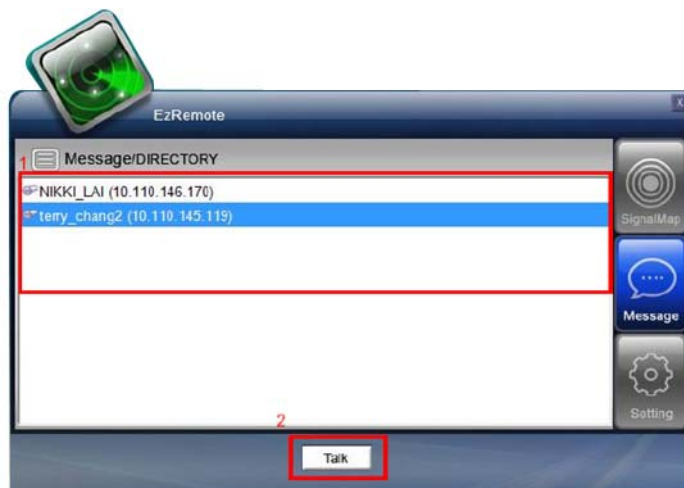 EzRemote
X
1
Message/DIRECTORY
NIKKI_LAI (10.110.146.170)
terry_chang2 (10.110.145.119)
SignalMap
Message
Setting
2
Talk